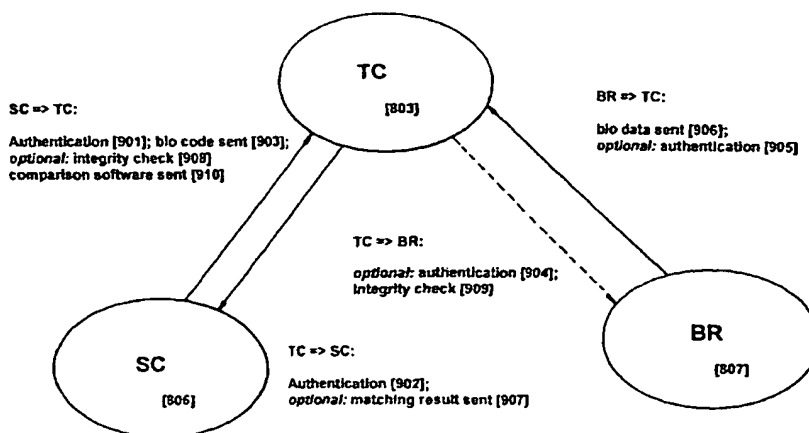 TC
[803]
SC => TC:
Authentication [901]; bio code sent [903];
optional: integrity check [908]
comparison software sent [910]
BR => TC:
bio data sent [906];
optional: authentication [905]
TC => BR:
optional: authentication [904];
integrity check [909]
SC
[806]
TC => SC:
Authentication [902];
optional: matching result sent [907]
BR
[807]